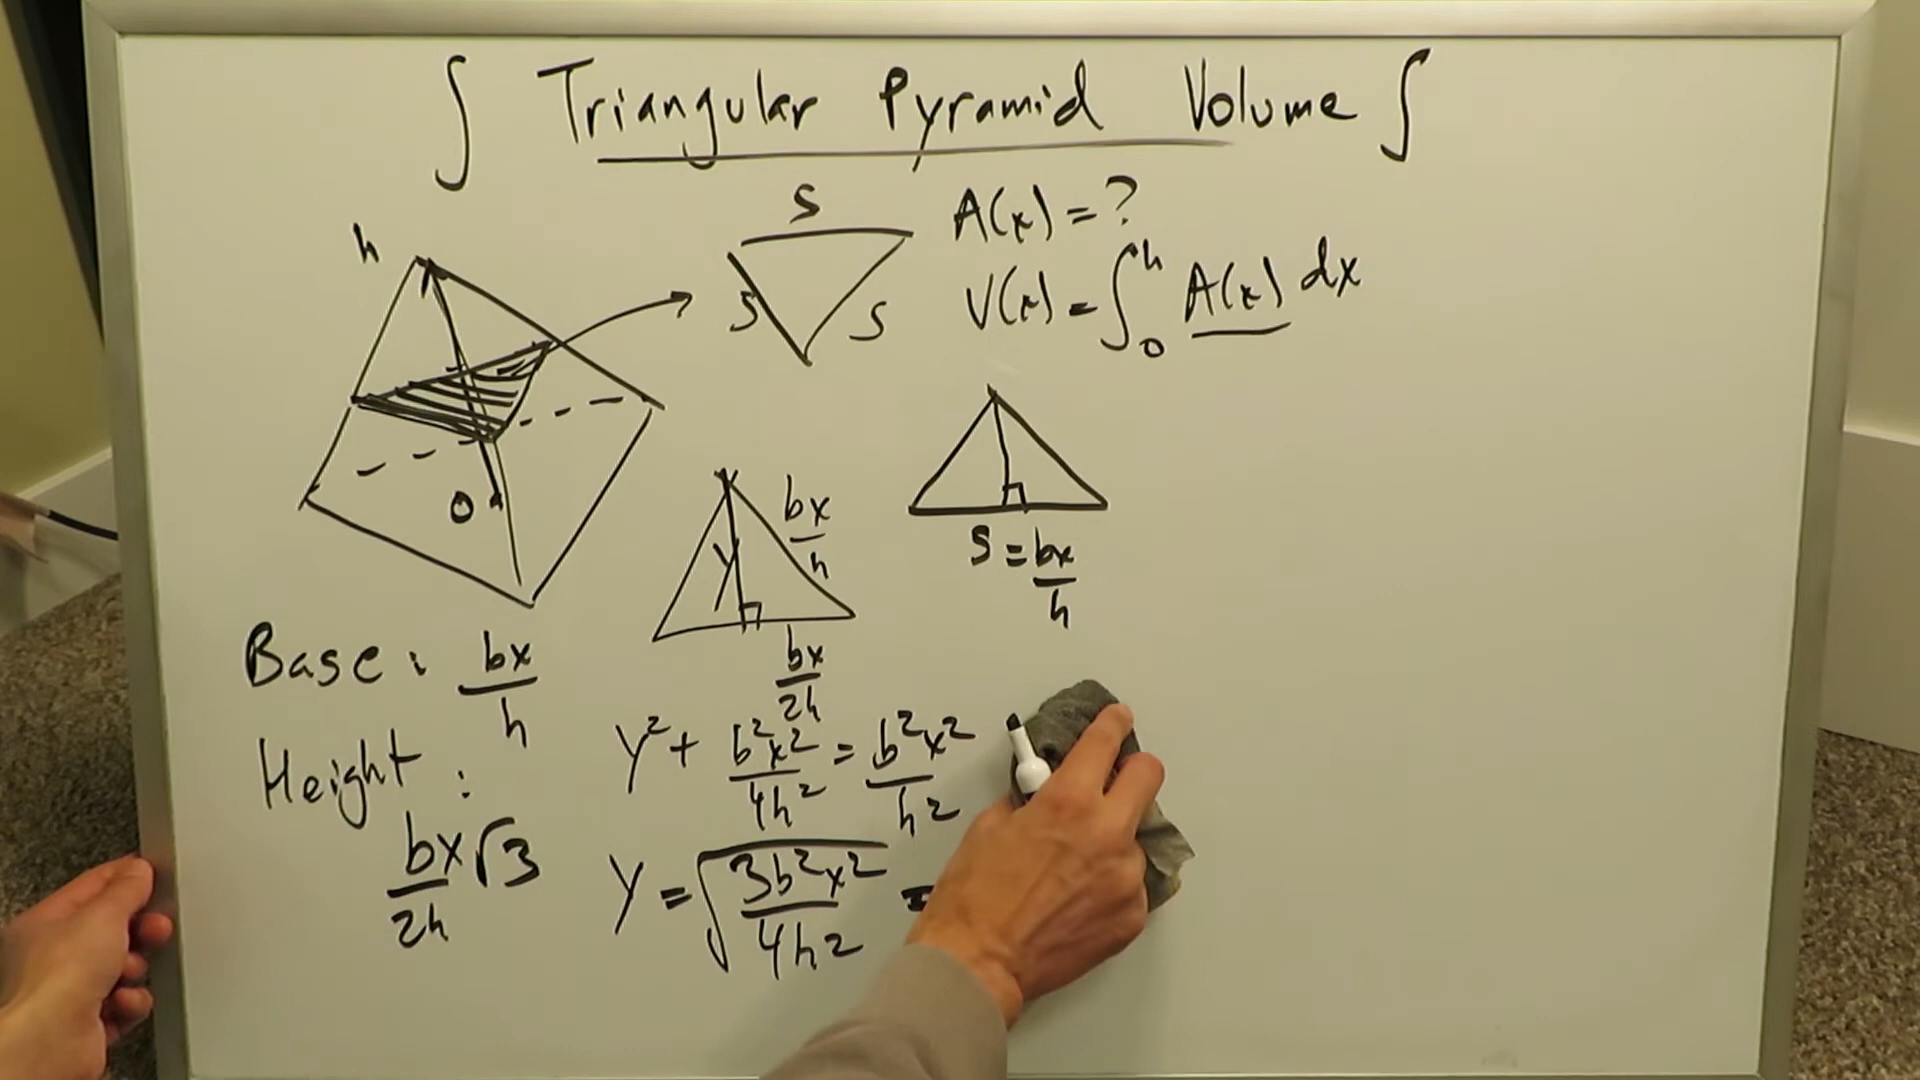 ∫ Triangular Pyramid Volume ∫
S
A(x) = ?
h
S
S
V(x) = ∫₀ʰ A(x) dx
0
bx/h
y
S = bx/h
bx/2h
Base: bx/h
Height:
bx/2h √3
y² + b²x²/4h² = b²x²/h²
y = √(3b²x²/4h²) =